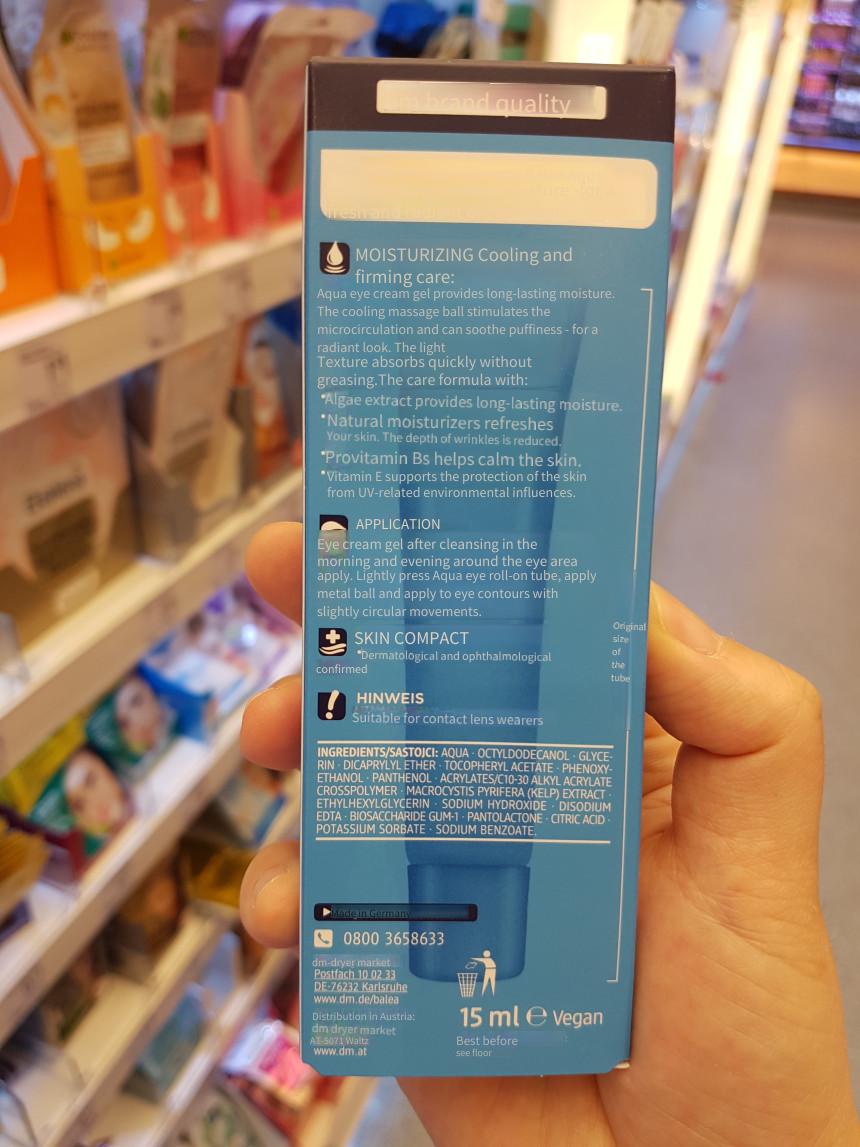 brand quality
fresh and
MOISTURIZING Cooling and
firming care:
Aqua eye cream gel provides long-lasting moisture.
The cooling massage ball stimulates the
microcirculation and can soothe puffiness - for a
radiant look. The light
Texture absorbs quickly without
greasing.The care formula with:
•Algae extract provides long-lasting moisture.
•Natural moisturizers refreshes
Your skin. The depth of wrinkles is reduced.
•Provitamin Bs helps calm the skin.
•Vitamin E supports the protection of the skin
from UV-related environmental influences.
APPLICATION
Eye cream gel after cleansing in the
morning and evening around the eye area
apply. Lightly press Aqua eye roll-on tube, apply
metal ball and apply to eye contours with
slightly circular movements.
Original
size
of
the
tube
SKIN COMPACT
•Dermatological and ophthalmological
confirmed
HINWEIS
Suitable for contact lens wearers
INGREDIENTS/SASTOJCI: AQUA · OCTYLDODECANOL · GLYCE-
RIN · DICAPRYLYL ETHER · TOCOPHERYL ACETATE · PHENOXY-
ETHANOL · PANTHENOL · ACRYLATES/C10-30 ALKYL ACRYLATE
CROSSPOLYMER · MACROCYSTIS PYRIFERA (KELP) EXTRACT ·
ETHYLHEXYLGLYCERIN · SODIUM HYDROXIDE · DISODIUM
EDTA · BIOSACCHARIDE GUM-1 · PANTOLACTONE · CITRIC ACID ·
POTASSIUM SORBATE · SODIUM BENZOATE.
Made in Germany
0800 3658633
dm-dryer market
Postfach 10 02 33
DE-76232 Karlsruhe
www.dm.de/balea
Distribution in Austria:
dm dryer market
AT-5071 Waltz
www.dm.at
15 ml e Vegan
Best before
see floor